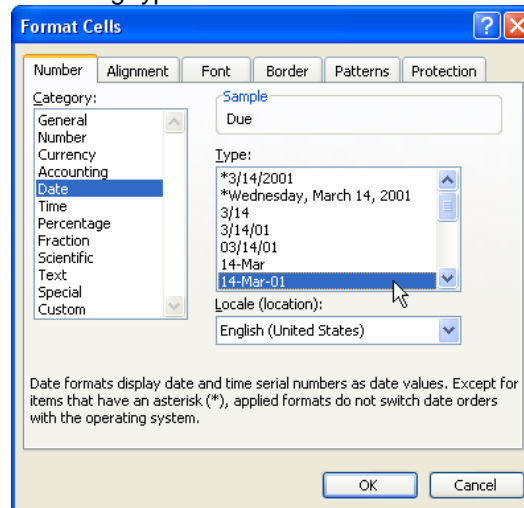 Format Cells
Number Alignment Font Border Patterns Protection
Category:
General
Number
Currency
Accounting
Date
Time
Percentage
Fraction
Scientific
Text
Special
Custom
Sample
Due
Type:
*3/14/2001
*Wednesday, March 14, 2001
3/14
3/14/01
03/14/01
14-Mar
14-Mar-01
Locale (location):
English (United States)
Date formats display date and time serial numbers as date values. Except for
items that have an asterisk (*), applied formats do not switch date orders
with the operating system.
OK Cancel